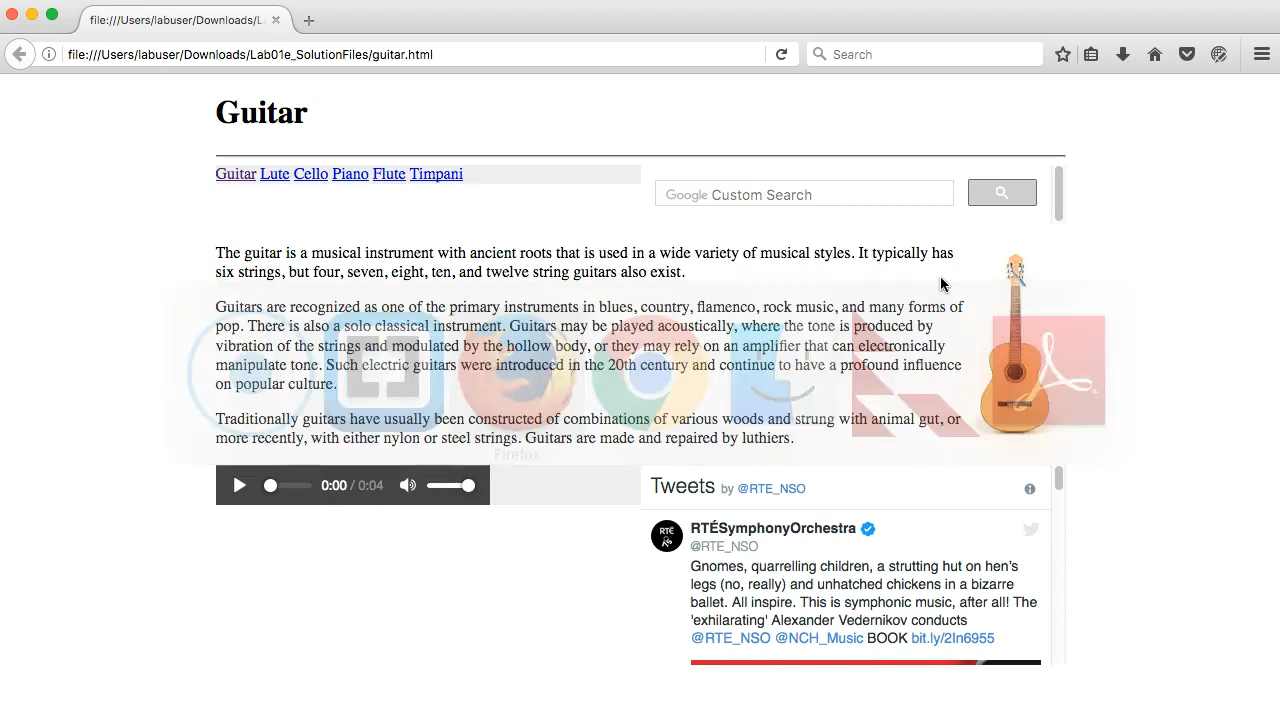 file:///Users/labuser/Downloads/L
file:///Users/labuser/Downloads/Lab01e_SolutionFiles/guitar.html
Search
Guitar
Guitar Lute Cello Piano Flute Timpani
Google Custom Search
The guitar is a musical instrument with ancient roots that is used in a wide variety of musical styles. It typically has
six strings, but four, seven, eight, ten, and twelve string guitars also exist.
Guitars are recognized as one of the primary instruments in blues, country, flamenco, rock music, and many forms of
pop. There is also a solo classical instrument. Guitars may be played acoustically, where the tone is produced by
vibration of the strings and modulated by the hollow body, or they may rely on an amplifier that can electronically
manipulate tone. Such electric guitars were introduced in the 20th century and continue to have a profound influence
on popular culture.
Traditionally guitars have usually been constructed of combinations of various woods and strung with animal gut, or
more recently, with either nylon or steel strings. Guitars are made and repaired by luthiers.
Firefox
0:00 / 0:04
Tweets by @RTE_NSO
RTÉ
RTÉSymphonyOrchestra
@RTE_NSO
Gnomes, quarrelling children, a strutting hut on hen's
legs (no, really) and unhatched chickens in a bizarre
ballet. All inspire. This is symphonic music, after all! The
'exhilarating' Alexander Vedernikov conducts
@RTE_NSO @NCH_Music BOOK bit.ly/2In6955